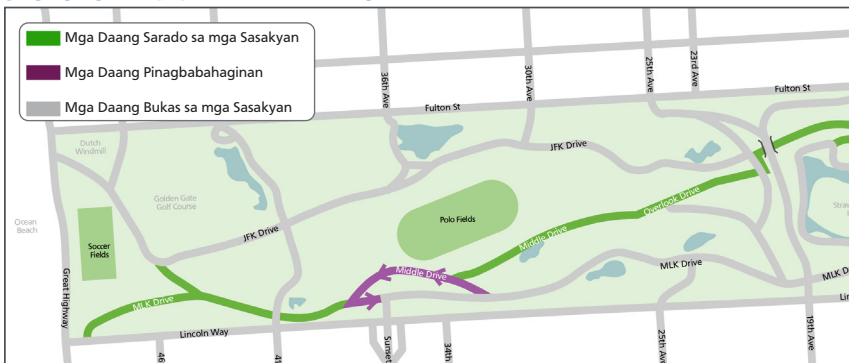 Mga Daang Sarado sa mga Sasakyan
Mga Daang Pinagbabahaginan
Mga Daang Bukas sa mga Sasakyan
36th Ave
30th Ave
25th Ave
23rd Ave
Fulton St
Fulton St
Dutch
Windmill
JFK Drive
Golden Gate
Golf Course
Ocean
Beach
Polo Fields
Overlook Drive
JFK Drive
Soccer
Fields
Middle Drive
Middle Drive
MLK Drive
MLK D
Great Highway
MLK Drive
Lincoln Way
46
41
Sunset
34th
25th Ave
19th Ave